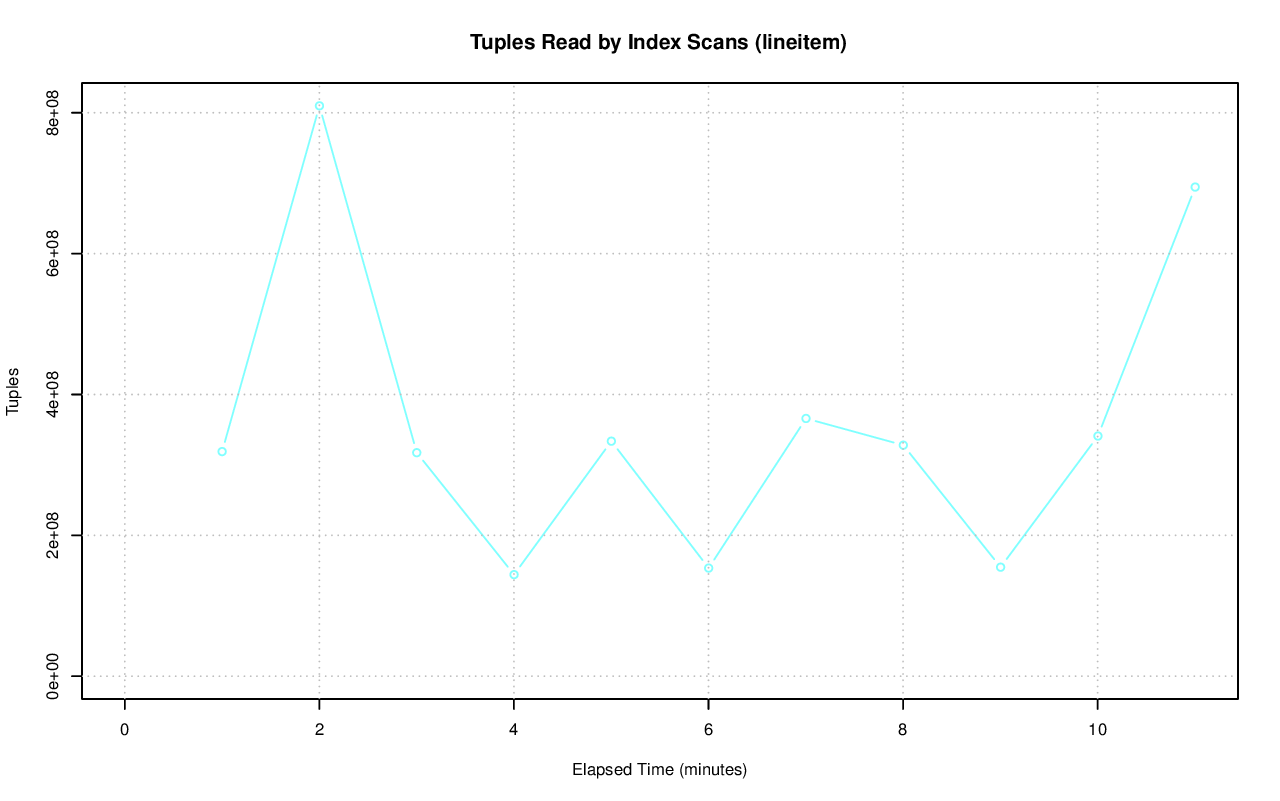 Tuples Read by Index Scans (lineitem)
Tuples
8e+08
6e+08
4e+08
2e+08
0e+00
0 2 4 6 8 10
Elapsed Time (minutes)